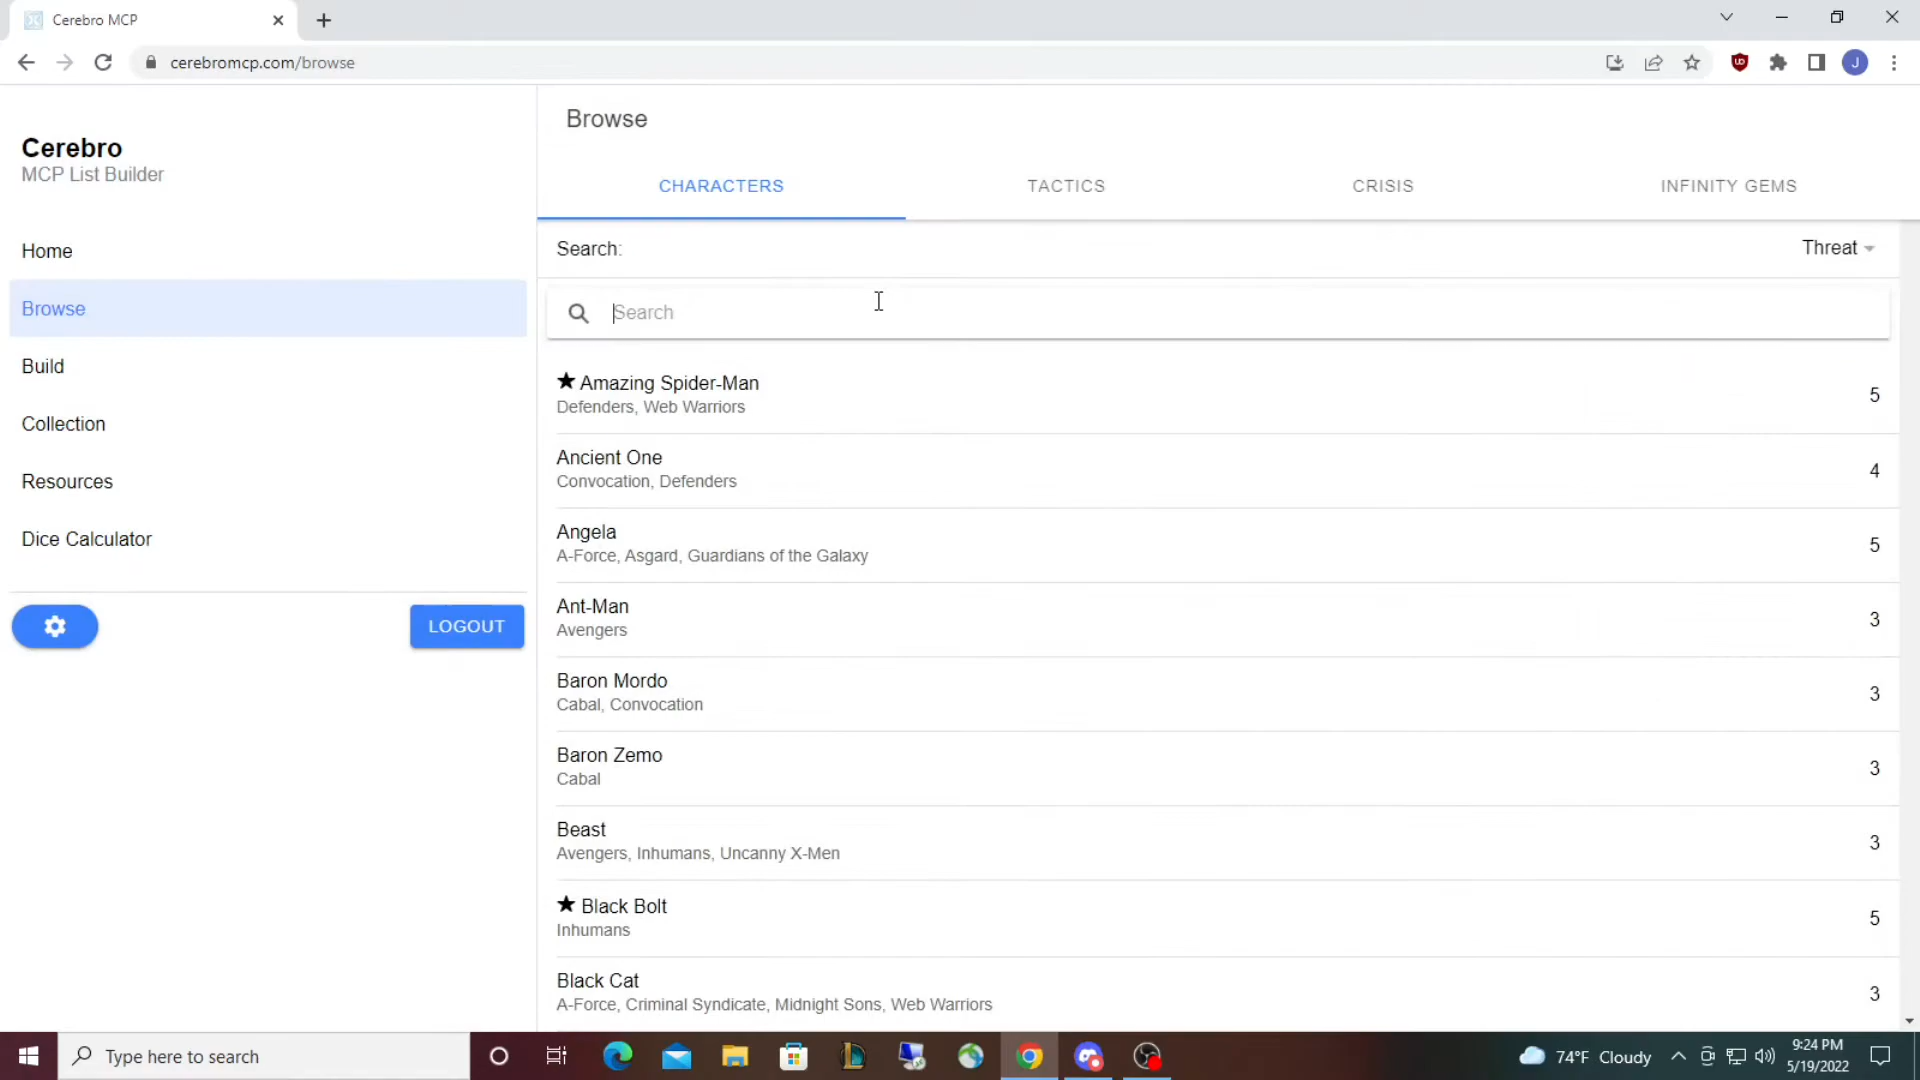 Cerebro MCP
cerebromcp.com/browse
J
Cerebro
MCP List Builder
Home
Browse
Build
Collection
Resources
Dice Calculator
LOGOUT
Browse
CHARACTERS
TACTICS
CRISIS
INFINITY GEMS
Search:
Threat
Search
★ Amazing Spider-Man
Defenders, Web Warriors
5
Ancient One
Convocation, Defenders
4
Angela
A-Force, Asgard, Guardians of the Galaxy
5
Ant-Man
Avengers
3
Baron Mordo
Cabal, Convocation
3
Baron Zemo
Cabal
3
Beast
Avengers, Inhumans, Uncanny X-Men
3
★ Black Bolt
Inhumans
5
Black Cat
A-Force, Criminal Syndicate, Midnight Sons, Web Warriors
3
Type here to search
74°F Cloudy
9:24 PM
5/19/2022